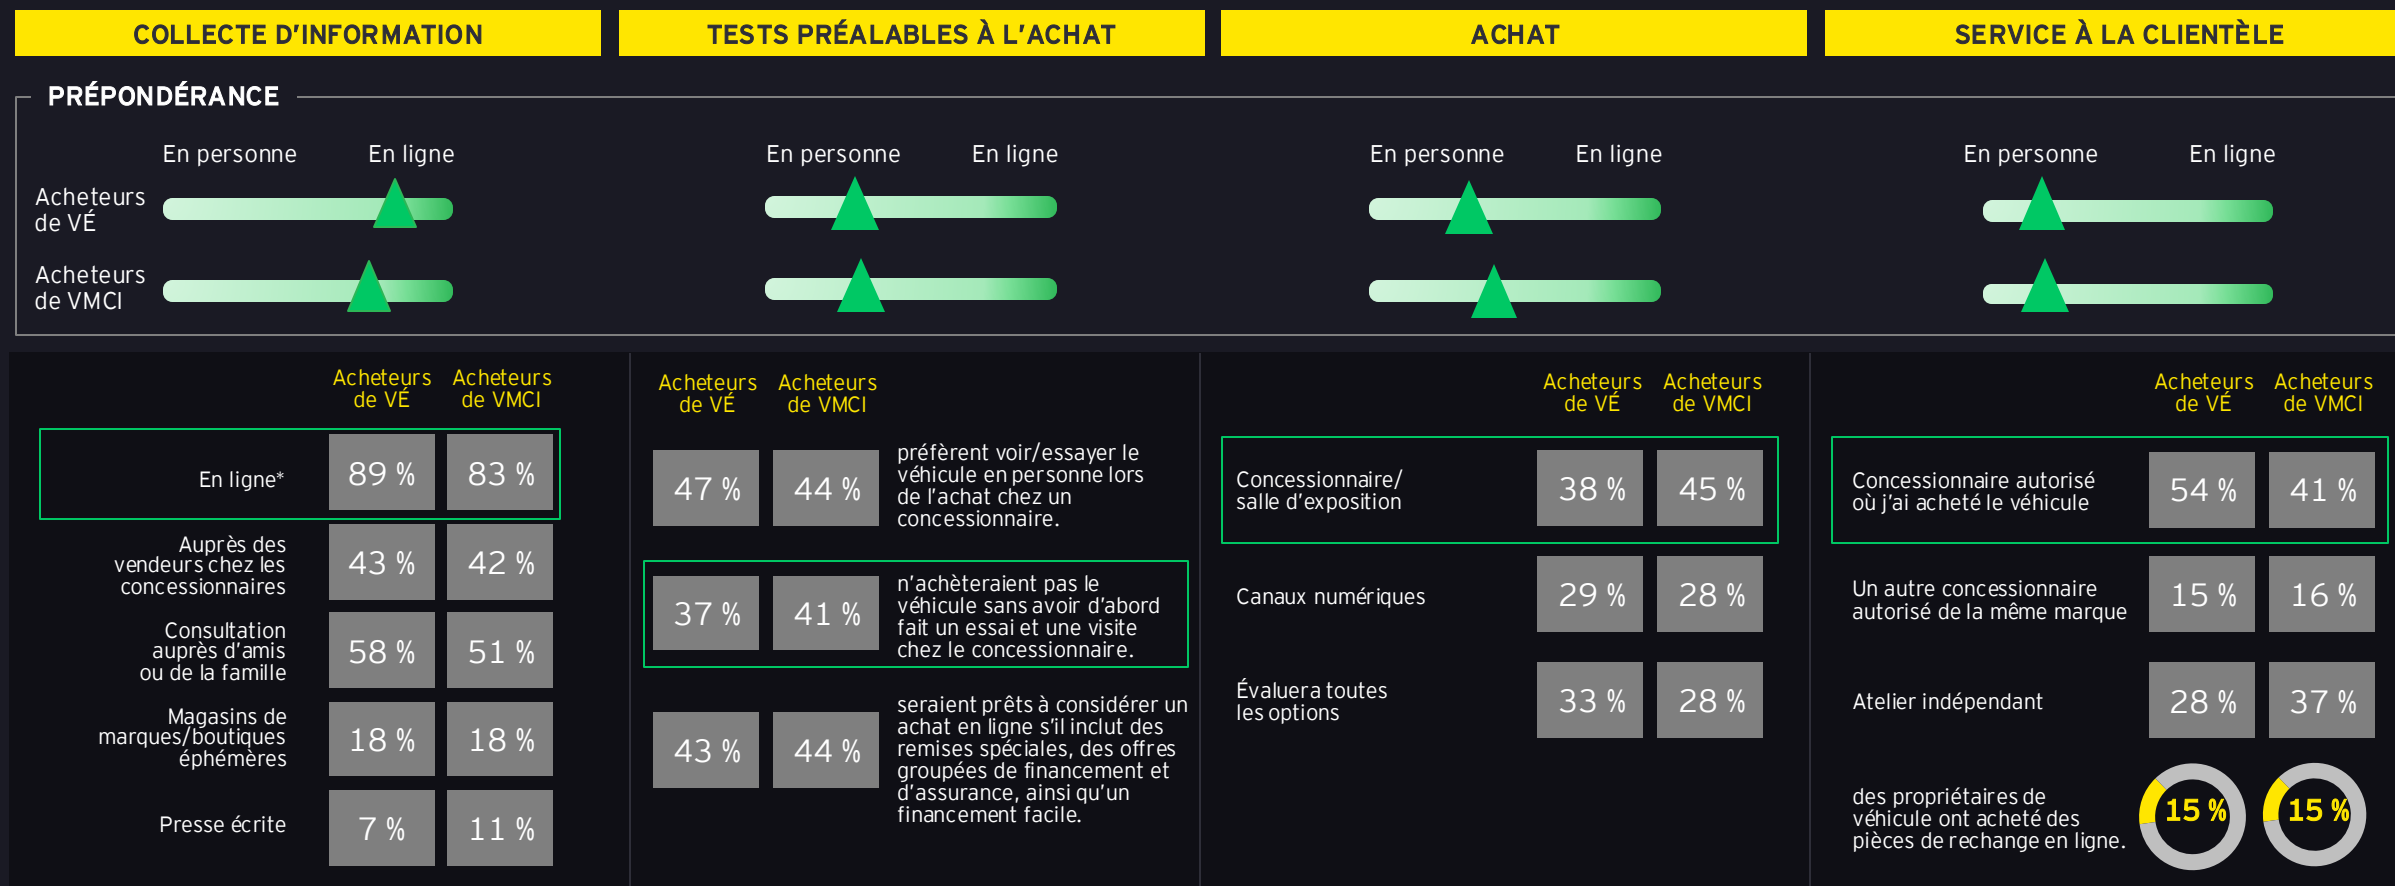 COLLECTE D'INFORMATION
TESTS PRÉALABLES À L'ACHAT
ACHAT
SERVICE À LA CLIENTÈLE
PRÉPONDÉRANCE
En personne En ligne
En personne En ligne
En personne En ligne
En personne En ligne
Acheteurs
de VÉ
Acheteurs
de VMCI
Acheteurs
de VÉ
Acheteurs
de VMCI
En ligne* 89 % 83 %
Auprès des
vendeurs chez les
concessionnaires
43 % 42 %
Consultation
auprès d'amis
ou de la famille
58 % 51 %
Magasins de
marques/boutiques
éphémères
18 % 18 %
Presse écrite 7 % 11 %
Acheteurs
de VÉ
Acheteurs
de VMCI
47 % 44 %
préfèrent voir/essayer le
véhicule en personne lors
de l'achat chez un
concessionnaire.
37 % 41 %
n'achèteraient pas le
véhicule sans avoir d'abord
fait un essai et une visite
chez le concessionnaire.
43 % 44 %
seraient prêts à considérer un
achat en ligne s'il inclut des
remises spéciales, des offres
groupées de financement et
d'assurance, ainsi qu'un
financement facile.
Acheteurs
de VÉ
Acheteurs
de VMCI
Concessionnaire/
salle d'exposition
38 % 45 %
Canaux numériques 29 % 28 %
Évaluera toutes
les options
33 % 28 %
Acheteurs
de VÉ
Acheteurs
de VMCI
Concessionnaire autorisé
où j'ai acheté le véhicule
54 % 41 %
Un autre concessionnaire
autorisé de la même marque
15 % 16 %
Atelier indépendant 28 % 37 %
des propriétaires de
véhicule ont acheté des
pièces de rechange en ligne.
15 % 15 %